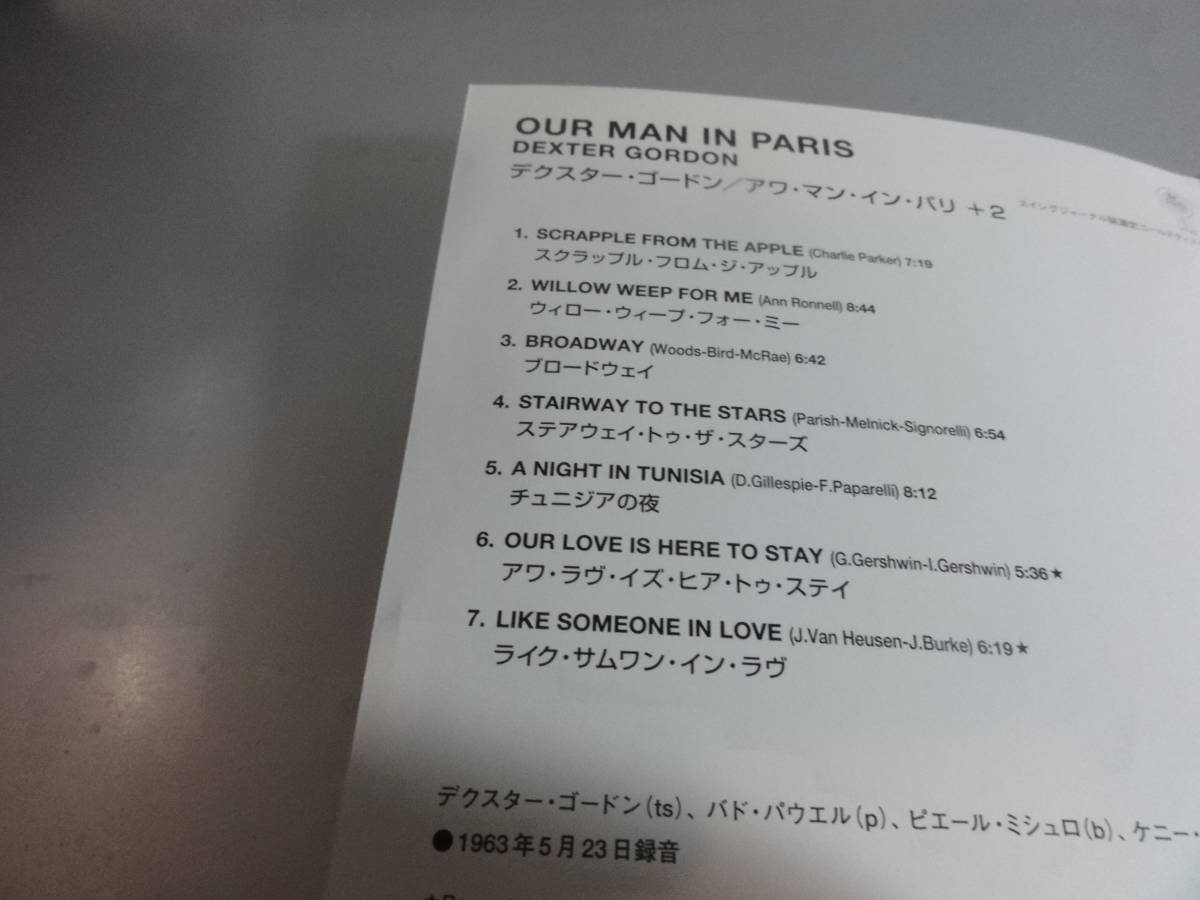 OUR MAN IN PARIS
DEXTER GORDON
デクスター・ゴードン／アワ・マン・イン・パリ +2
1. SCRAPPLE FROM THE APPLE (Charlie Parker) 7:19
スクラップル・フロム・ジ・アップル
2. WILLOW WEEP FOR ME (Ann Ronnell) 8:44
ウィロー・ウィープ・フォー・ミー
3. BROADWAY (Woods-Bird-McRae) 6:42
ブロードウェイ
4. STAIRWAY TO THE STARS (Parish-Melnick-Signorelli) 6:54
ステアウェイ・トゥ・ザ・スターズ
5. A NIGHT IN TUNISIA (D.Gillespie-F.Paparelli) 8:12
チュニジアの夜
6. OUR LOVE IS HERE TO STAY (G.Gershwin-I.Gershwin) 5:36★
アワ・ラヴ・イズ・ヒア・トゥ・ステイ
7. LIKE SOMEONE IN LOVE (J.Van Heusen-J.Burke) 6:19★
ライク・サムワン・イン・ラヴ
デクスター・ゴードン(ts)、バド・パウエル(p)、ピエール・ミシュロ(b)、ケニー・
●1963年5月23日録音